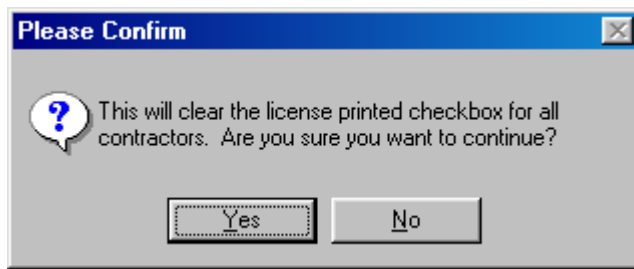 Please Confirm
This will clear the license printed checkbox for all
contractors.  Are you sure you want to continue?
Yes
No